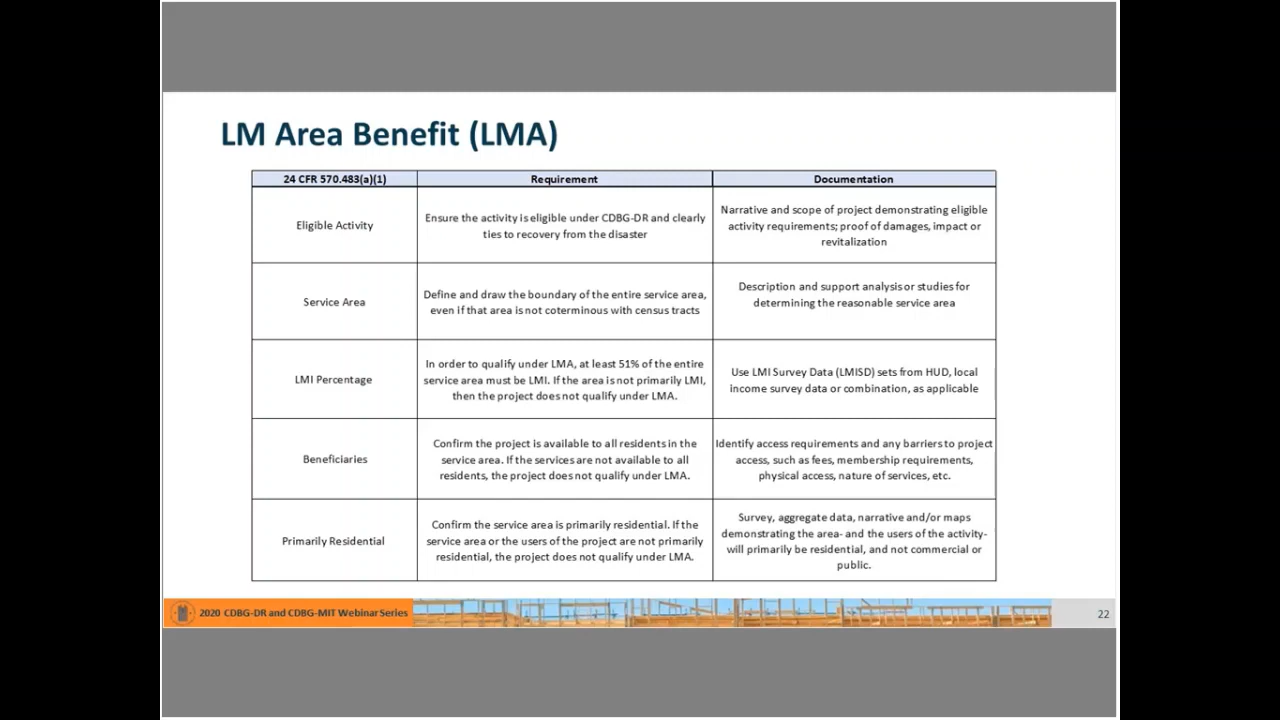 LM Area Benefit (LMA)
24 CFR 570.483(a)(1)
Requirement
Documentation
Eligible Activity
Ensure the activity is eligible under CDBG-DR and clearly
ties to recovery from the disaster
Narrative and scope of project demonstrating eligible
activity requirements; proof of damages, impact or
revitalization
Service Area
Define and draw the boundary of the entire service area,
even if that area is not coterminous with census tracts
Description and support analysis or studies for
determining the reasonable service area
LMI Percentage
In order to qualify under LMA, at least 51% of the entire
service area must be LMI. If the area is not primarily LMI,
then the project does not qualify under LMA.
Use LMI Survey Data (LMISD) sets from HUD, local
income survey data or combination, as applicable
Beneficiaries
Confirm the project is available to all residents in the
service area. If the services are not available to all
residents, the project does not qualify under LMA.
Identify access requirements and any barriers to project
access, such as fees, membership requirements,
physical access, nature of services, etc.
Primarily Residential
Confirm the service area is primarily residential. If the
service area or the users of the project are not primarily
residential, the project does not qualify under LMA.
Survey, aggregate data, narrative and/or maps
demonstrating the area- and the users of the activity-
will primarily be residential, and not commercial or
public.
2020 CDBG-DR and CDBG-MIT Webinar Series
22